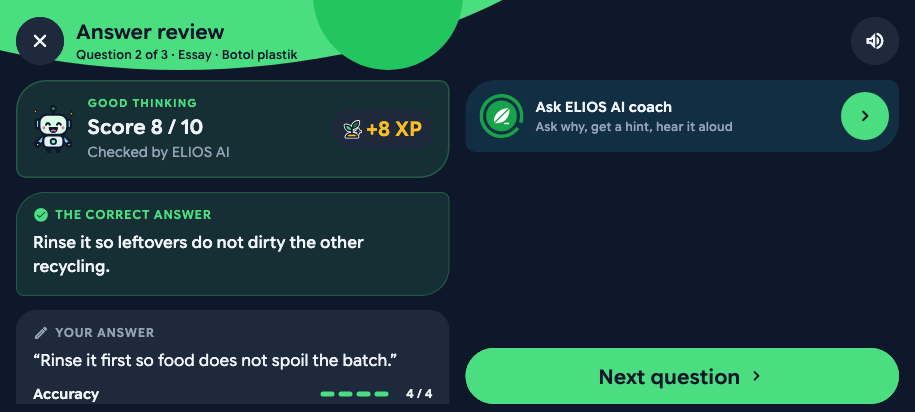 Answer review
Question 2 of 3 · Essay · Botol plastik
GOOD THINKING
Score 8 / 10
Checked by ELIOS AI
+8 XP
THE CORRECT ANSWER
Rinse it so leftovers do not dirty the other
recycling.
YOUR ANSWER
“Rinse it first so food does not spoil the batch.”
Accuracy
4 / 4
Ask ELIOS AI coach
Ask why, get a hint, hear it aloud
Next question